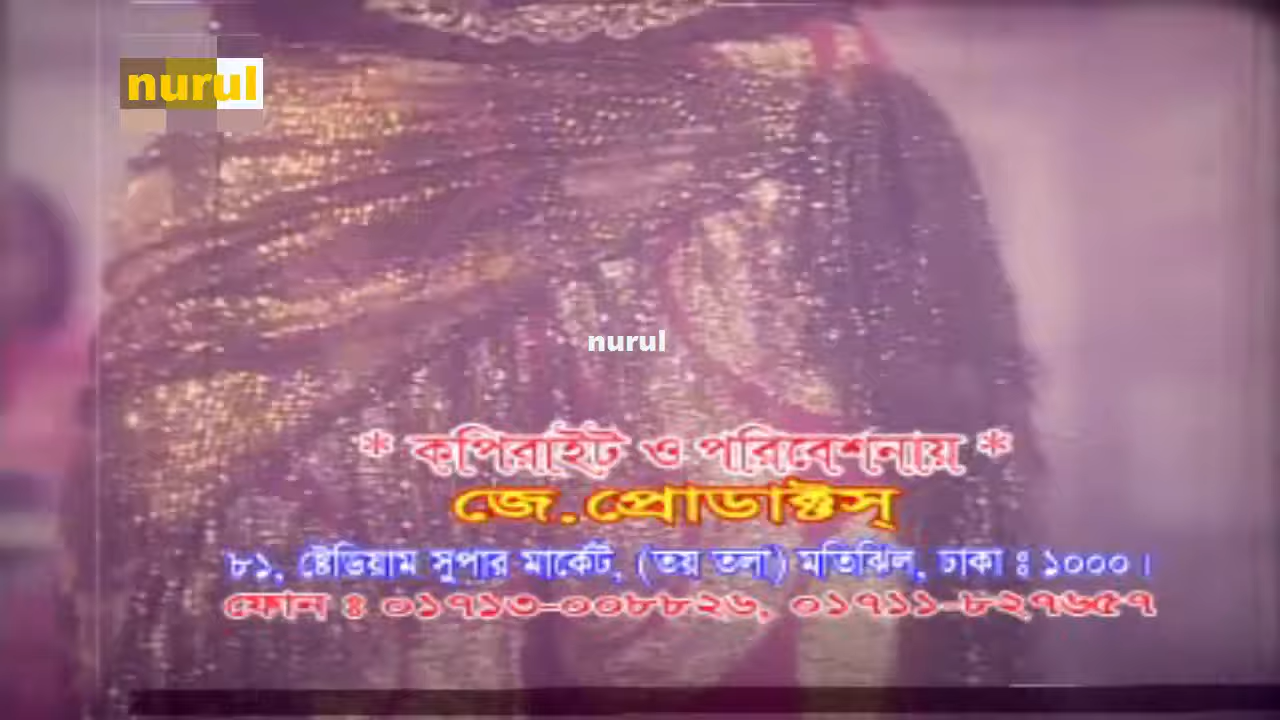 nurul
nurul
* কপিরাইট ও পরিবেশনায় *
জে.প্রোডাক্টস্
৮১, ষ্টেডিয়াম সুপার মার্কেট, (৩য় তলা) মতিঝিল, ঢাকা ঃ ১০০০।
ফোন ঃ ০১৭১৩-০০৮৮২৬, ০১৭১১-৮২৭৬৫৭